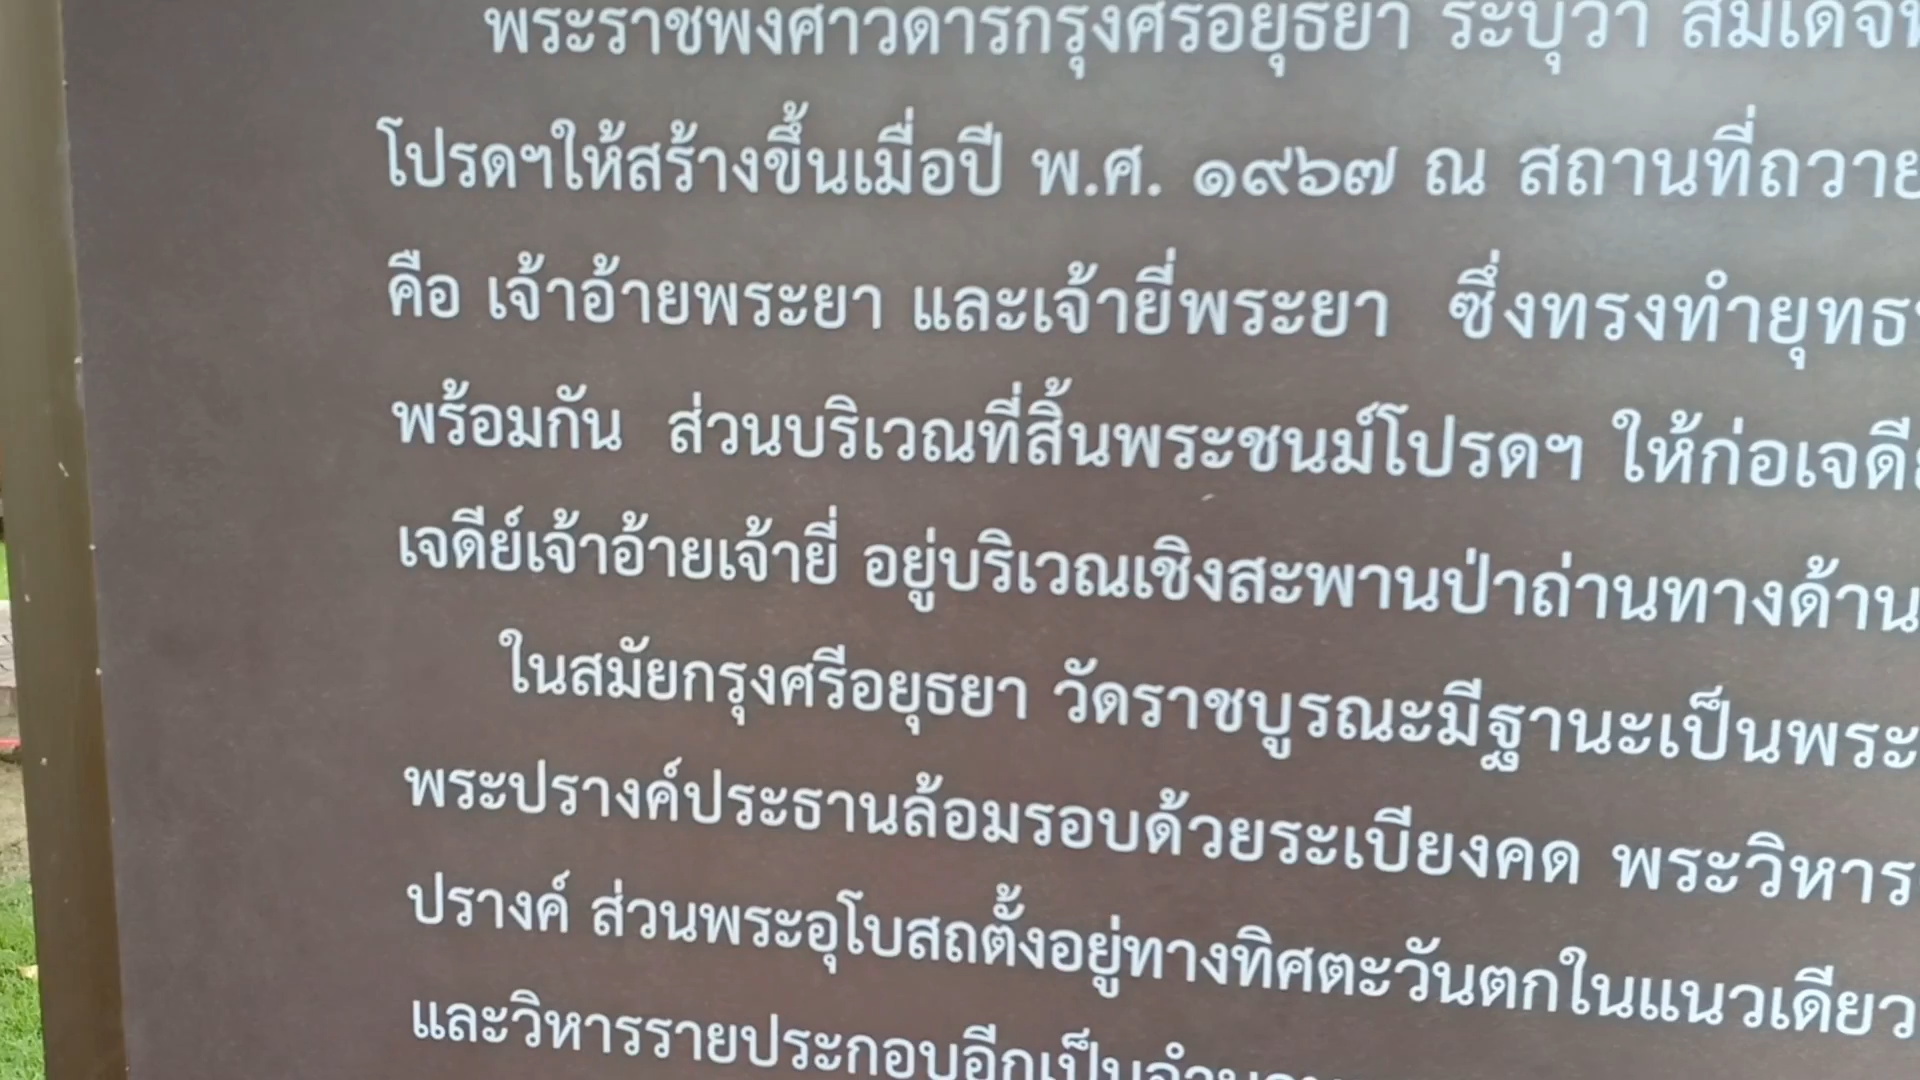 พระราชพงศาวดารกรุงศรีอยุธยา ระบุว่า สมเด็จ
โปรดฯให้สร้างขึ้นเมื่อปี พ.ศ. ๑๙๖๗ ณ สถานที่ถวาย
คือ เจ้าอ้ายพระยา และเจ้ายี่พระยา ซึ่งทรงทำยุทธ
พร้อมกัน ส่วนบริเวณที่สิ้นพระชนม์โปรดฯ ให้ก่อเจดีย์
เจดีย์เจ้าอ้ายเจ้ายี่ อยู่บริเวณเชิงสะพานป่าถ่านทางด้าน
ในสมัยกรุงศรีอยุธยา วัดราชบูรณะมีฐานะเป็นพระ
พระปรางค์ประธานล้อมรอบด้วยระเบียงคด พระวิหาร
ปรางค์ ส่วนพระอุโบสถตั้งอยู่ทางทิศตะวันตกในแนวเดียว
และวิหารรายประกอบอีกเป็น